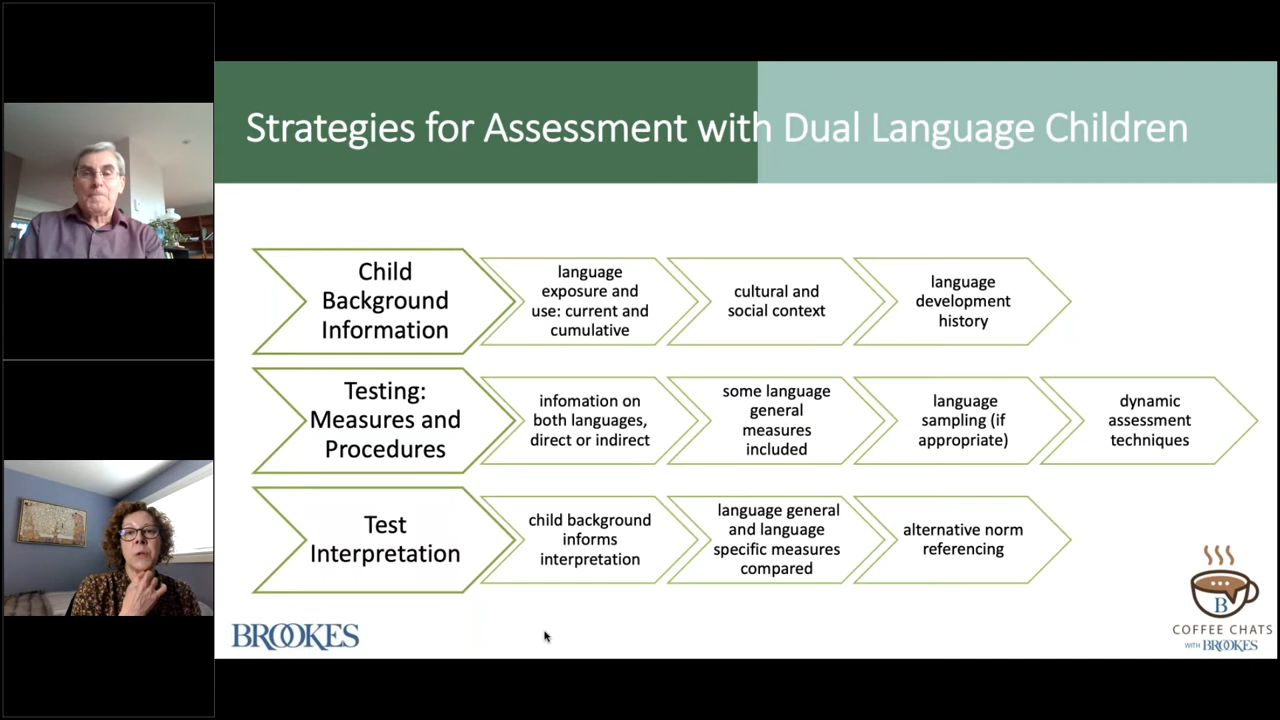 Strategies for Assessment with Dual Language Children
Child
Background
Information
language
exposure and
use: current and
cumulative
cultural and
social context
language
development
history
Testing:
Measures and
Procedures
infomation on
both languages,
direct or indirect
some language
general
measures
included
language
sampling (if
appropriate)
dynamic
assessment
techniques
Test
Interpretation
child background
informs
interpretation
language general
and language
specific measures
compared
alternative norm
referencing
BROOKES
B
COFFEE CHATS
WITH BROOKES